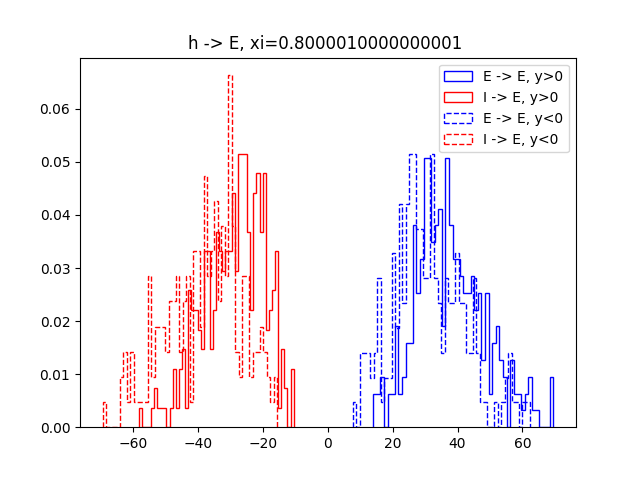 h -> E, xi=0.8000010000000001
E -> E, y>0
I -> E, y>0
E -> E, y<0
I -> E, y<0
0.06
0.05
0.04
0.03
0.02
0.01
0.00
−60 −40 −20 0 20 40 60